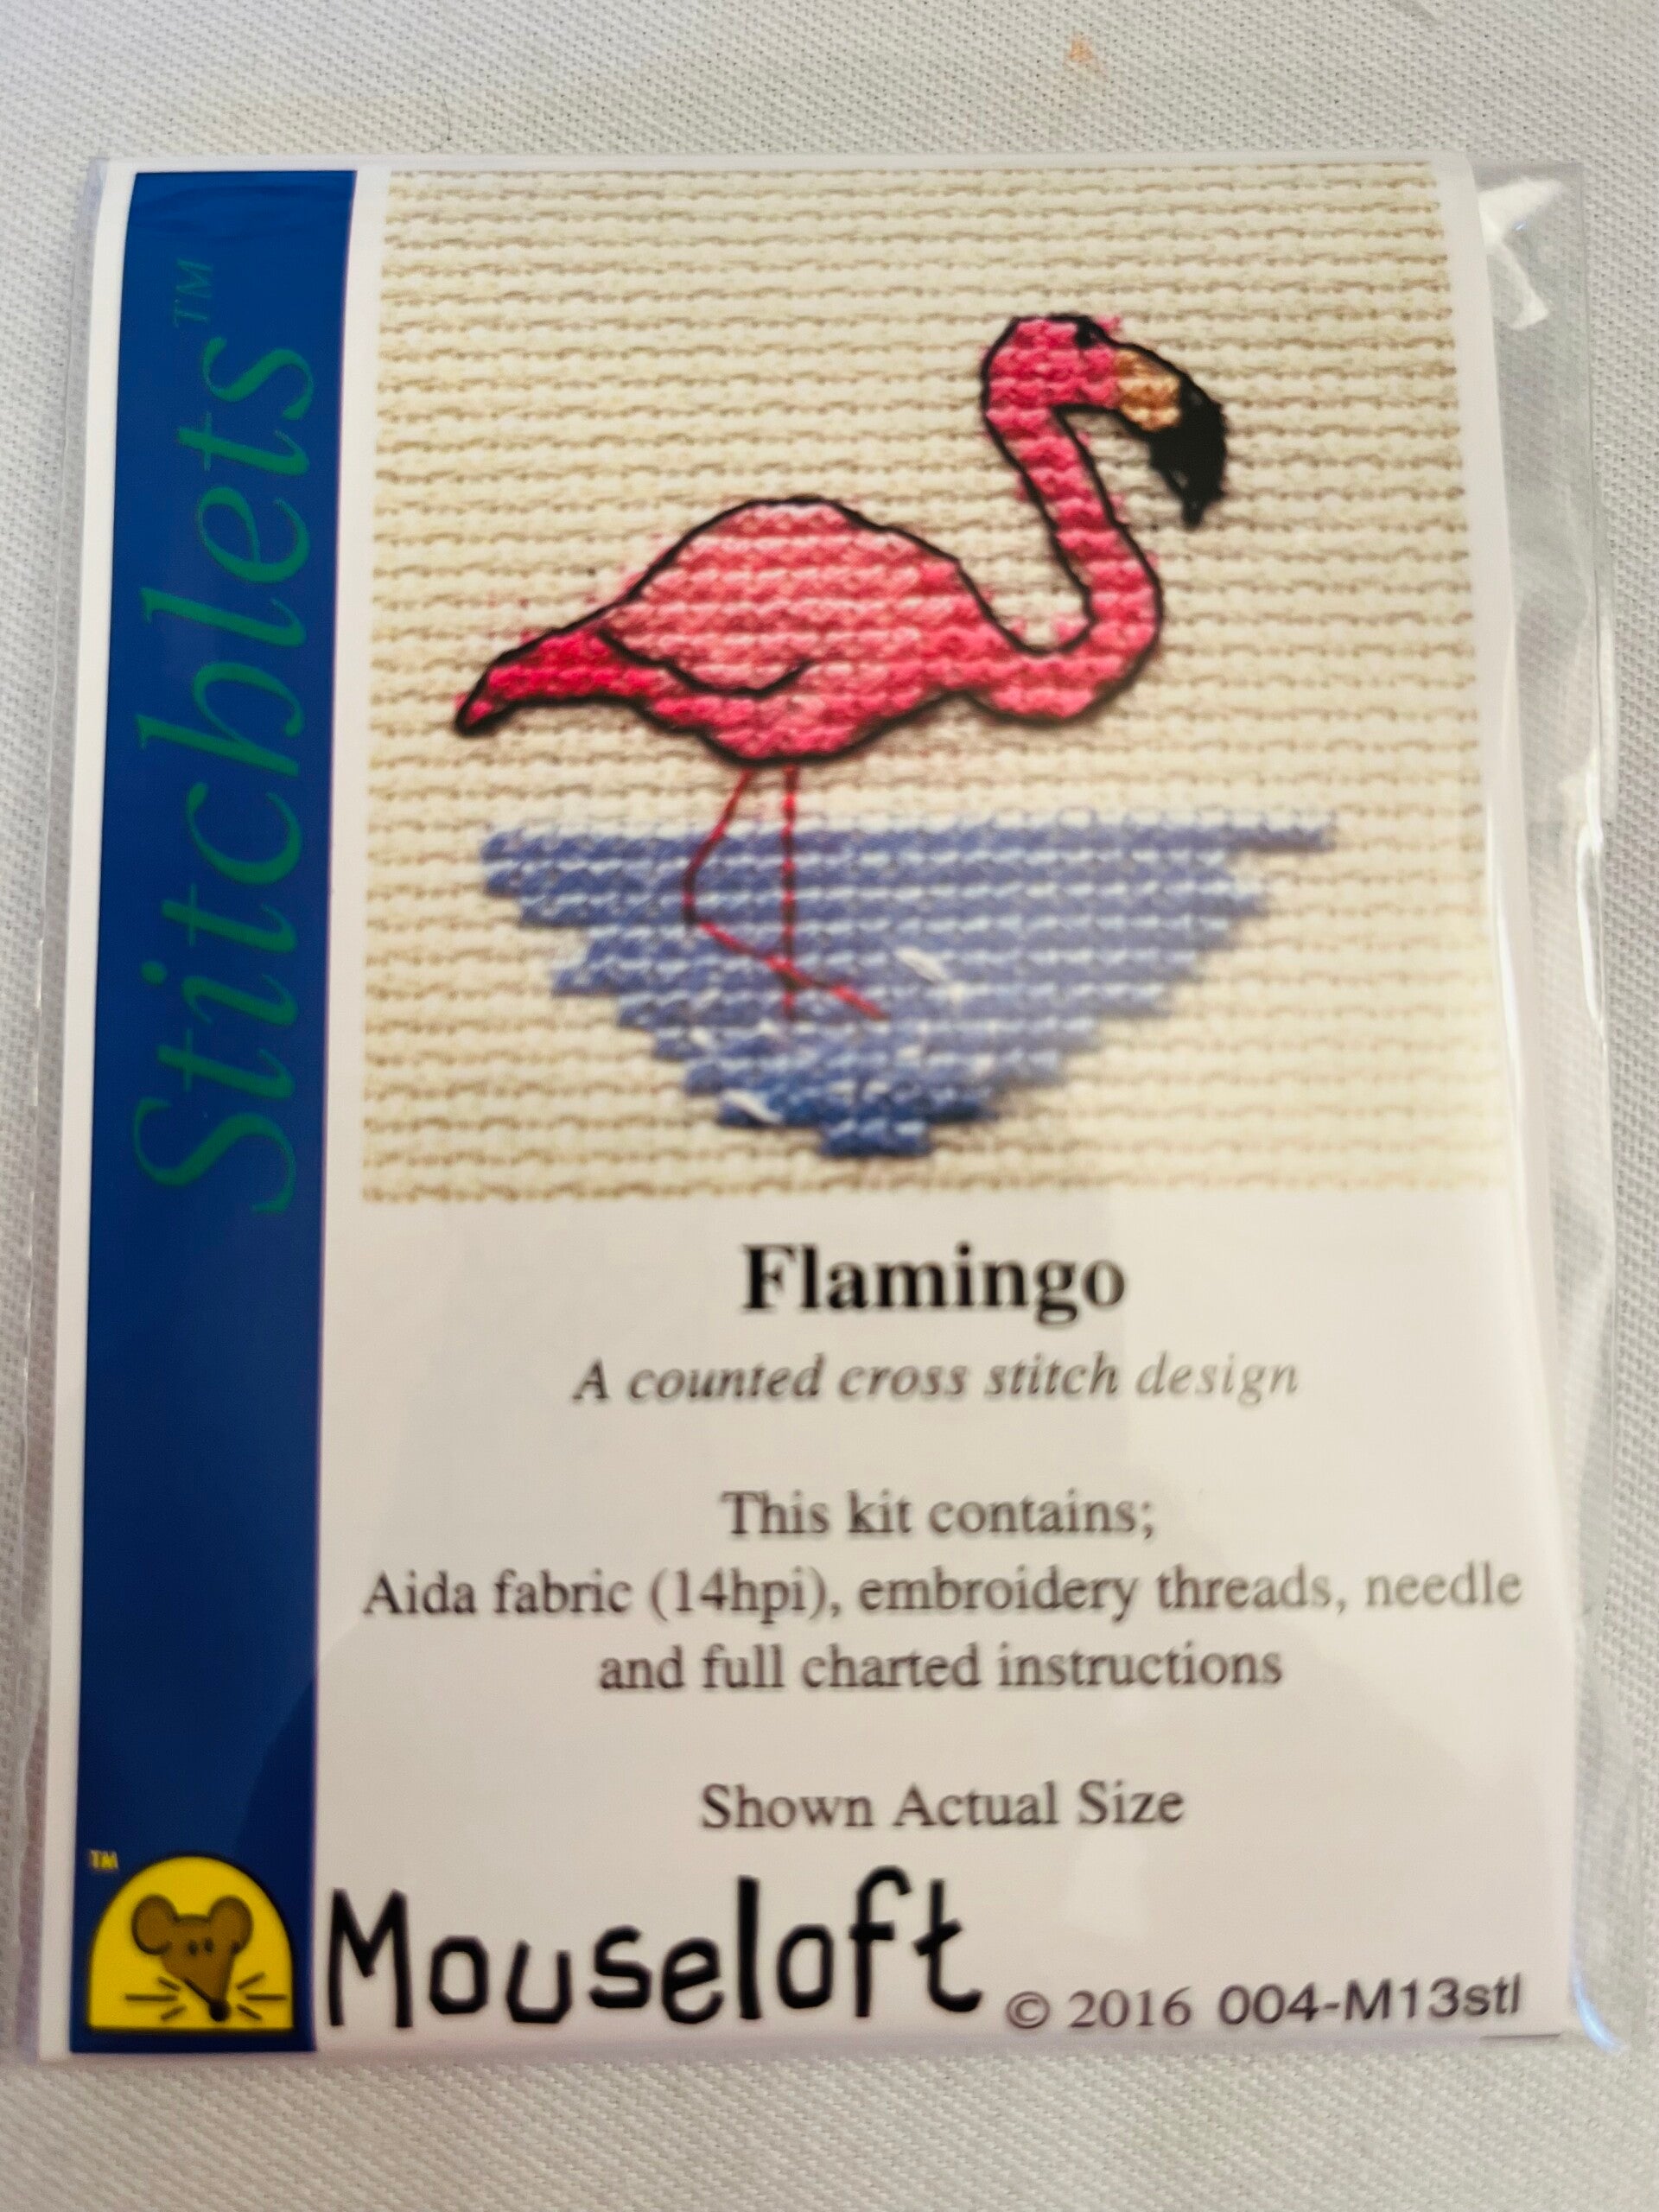 Stitchlets™
Flamingo
A counted cross stitch design
This kit contains;
Aida fabric (14hpi), embroidery threads, needle
and full charted instructions
Shown Actual Size
™
Mouseloft © 2016 004-M13stl